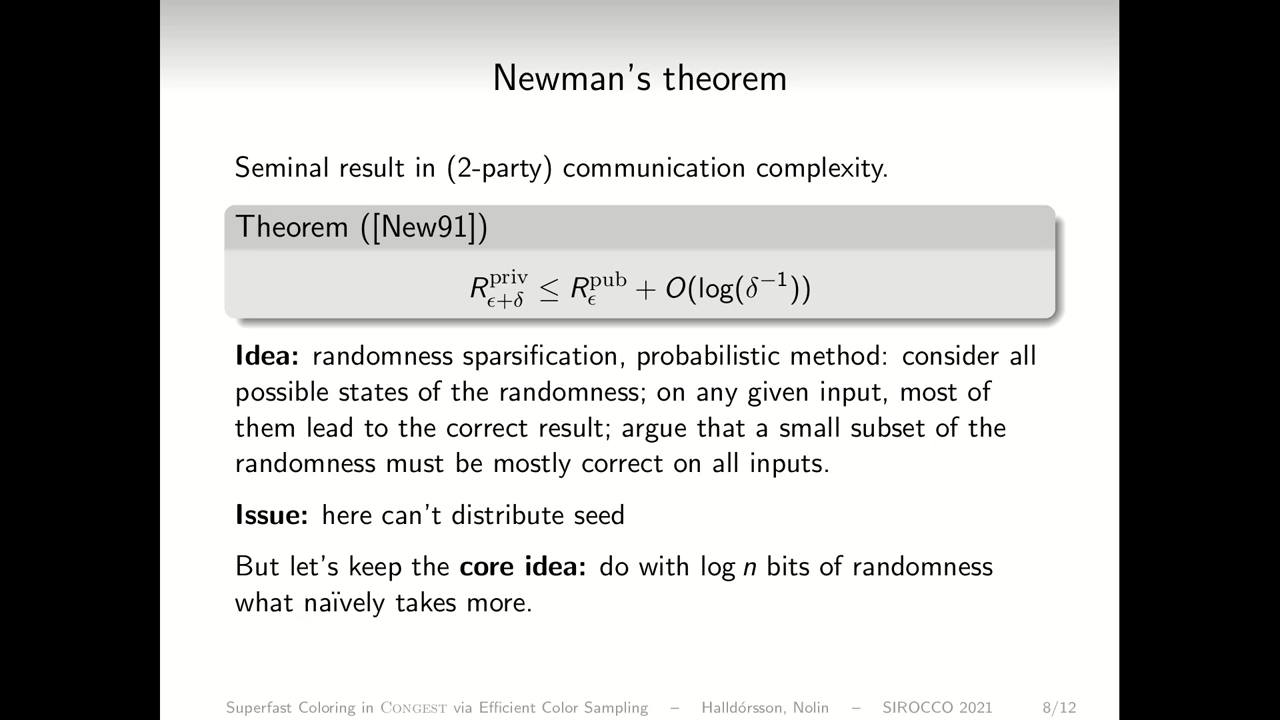 Newman's theorem
Seminal result in (2-party) communication complexity.
Theorem ([New91])
R^{priv}_{ϵ+δ} ≤ R^{pub}_{ϵ} + O(log(δ^{−1}))
Idea: randomness sparsification, probabilistic method: consider all
possible states of the randomness; on any given input, most of
them lead to the correct result; argue that a small subset of the
randomness must be mostly correct on all inputs.
Issue: here can't distribute seed
But let's keep the core idea: do with log n bits of randomness
what naïvely takes more.
Superfast Coloring in CONGEST via Efficient Color Sampling – Halldórsson, Nolin – SIROCCO 2021 8/12